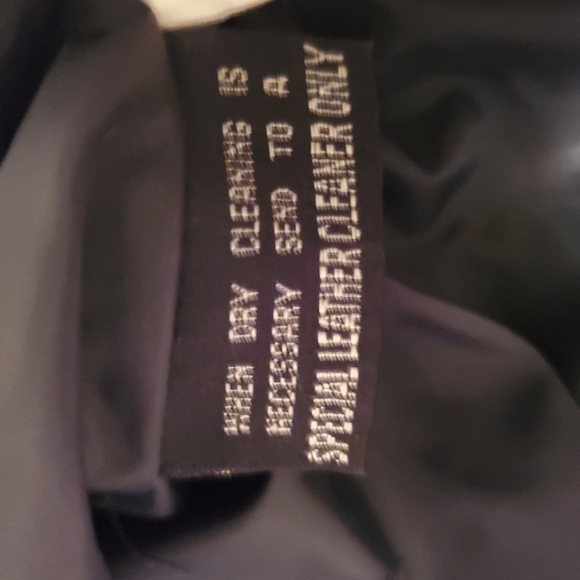 WHEN DRY CLEANING IS
NECESSARY SEND TO A
SPECIAL LEATHER CLEANER ONLY